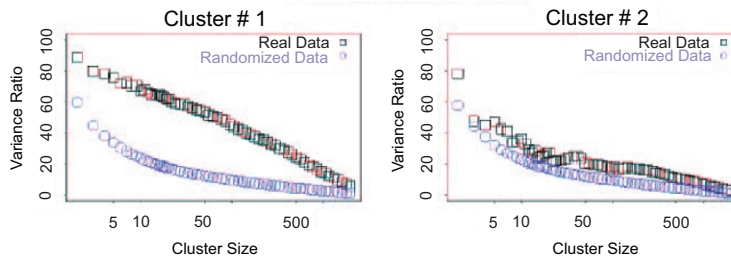 Cluster # 1
Real Data
Randomized Data
Variance Ratio
100
80
60
40
20
0
5 10 50 500
Cluster Size
Cluster # 2
Real Data
Randomized Data
Variance Ratio
100
80
60
40
20
0
5 10 50 500
Cluster Size